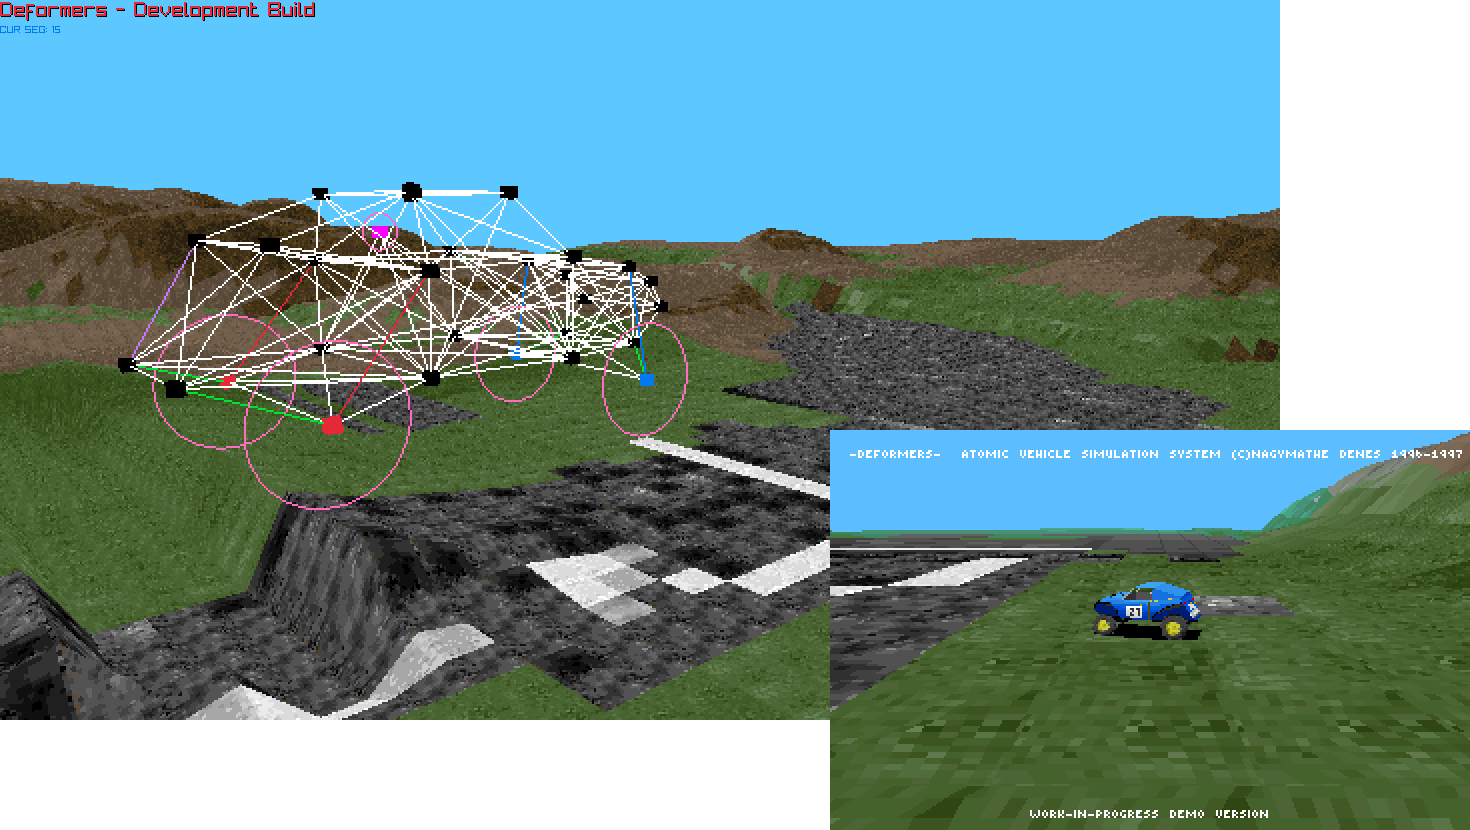 Deformers - Development Build
CUR SEG: 15
-DEFORMERS- ATOMIC VEHICLE SIMULATION SYSTEM (C)NAGYMATHE DENES 1996-1997
21
WORK-IN-PROGRESS DEMO VERSION